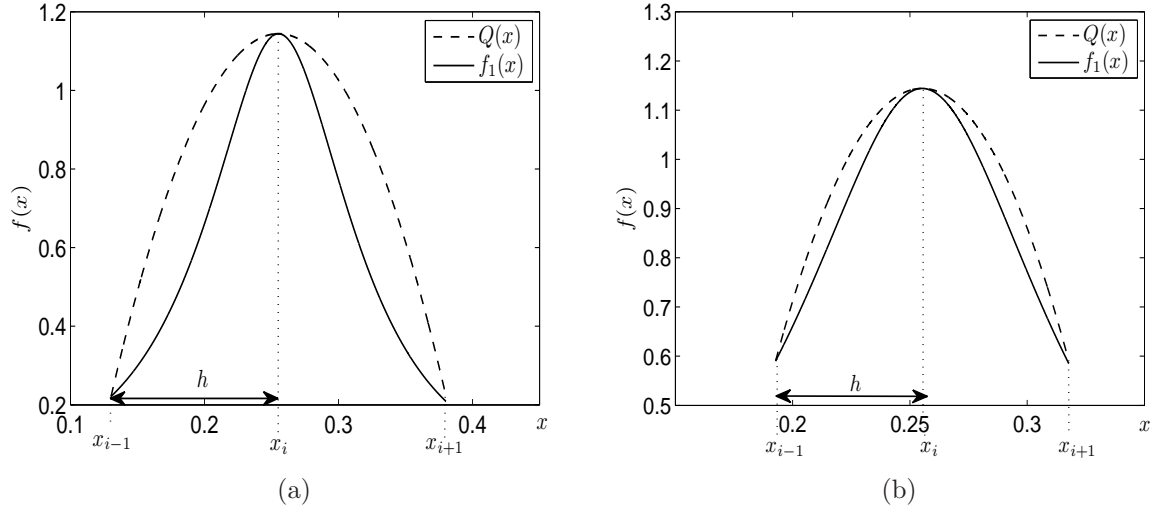 1.2
1
0.8
0.6
0.4
0.2
f(x)
Q(x)
f₁(x)
h
0.1 0.2 0.3 0.4 x
xᵢ₋₁ xᵢ xᵢ₊₁
(a)
1.3
1.2
1.1
1
0.9
0.8
0.7
0.6
0.5
f(x)
Q(x)
f₁(x)
h
0.2 0.25 0.3 x
xᵢ₋₁ xᵢ xᵢ₊₁
(b)